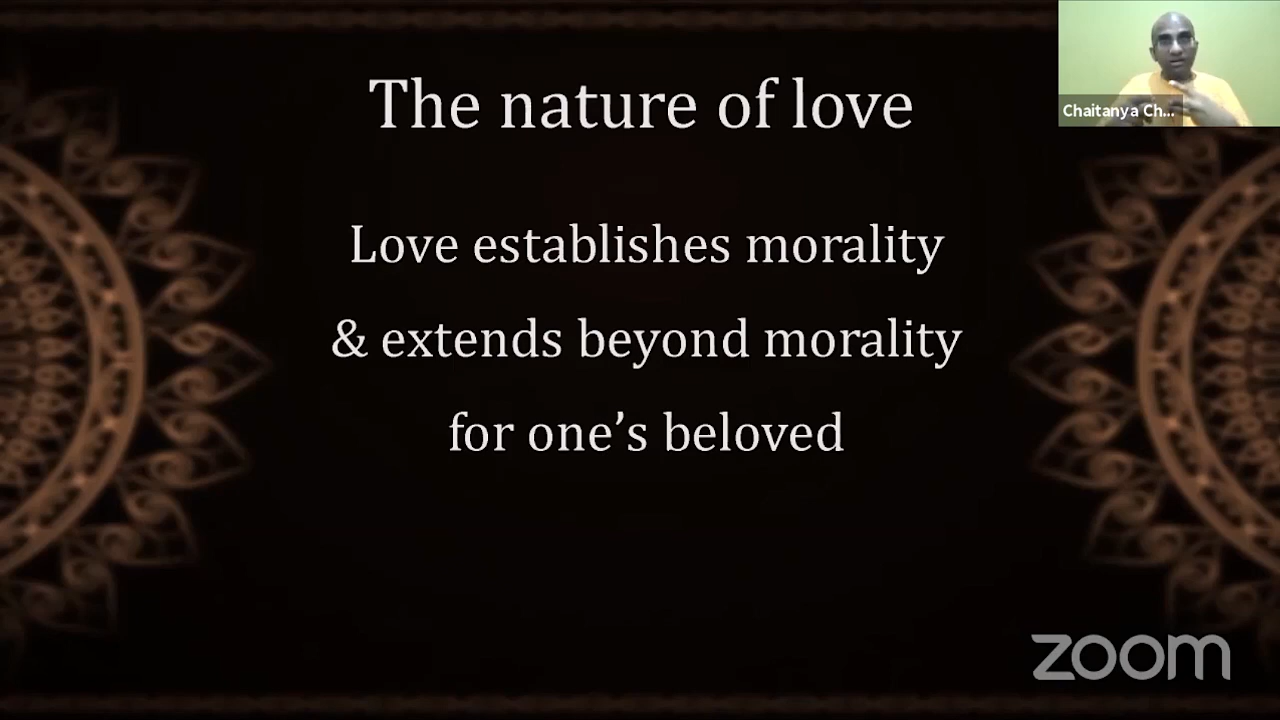 The nature of love
Chaitanya Ch...
Love establishes morality
& extends beyond morality
for one’s beloved
zoom